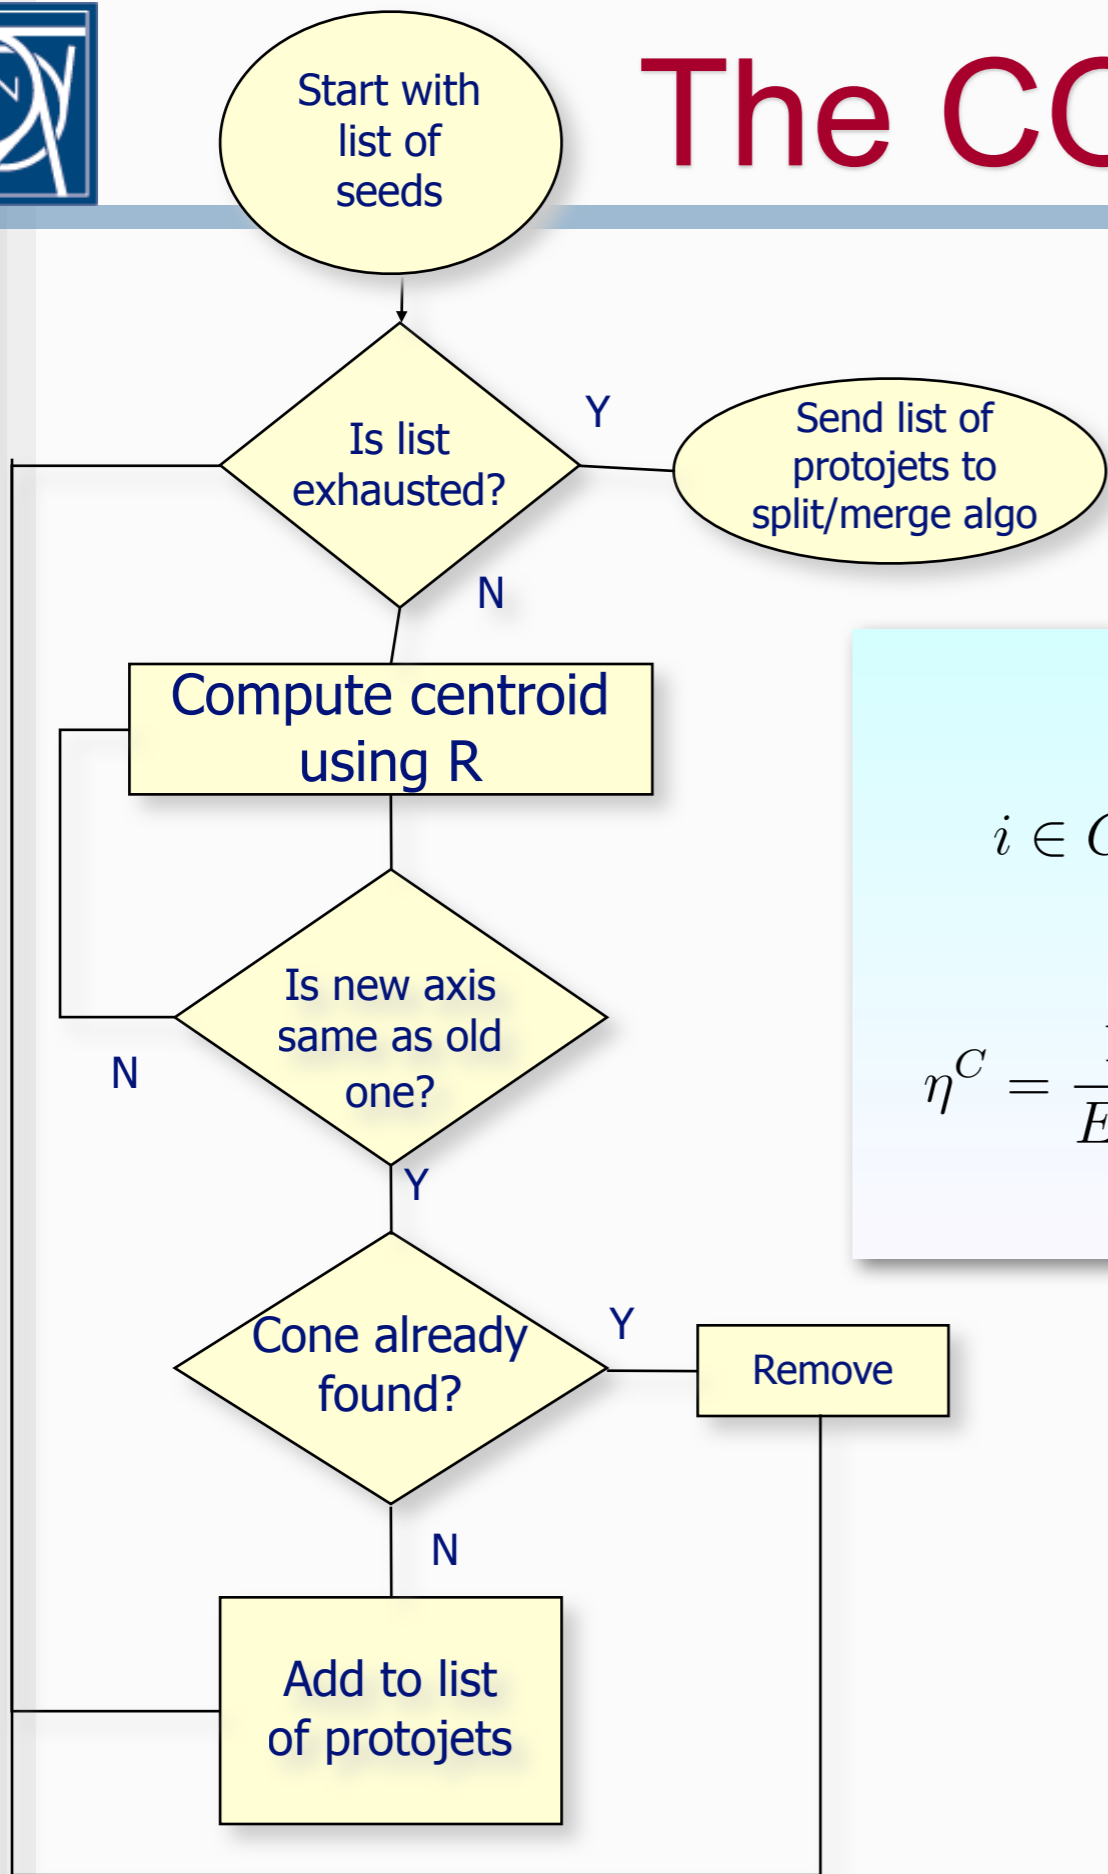 The CO
Start with
list of
seeds
Is list
exhausted?
Y
Send list of
protojets to
split/merge algo
N
Compute centroid
using R
i ∈ C
Is new axis
same as old
one?
N
η^C =
E
Y
Cone already
found?
Y
Remove
N
Add to list
of protojets